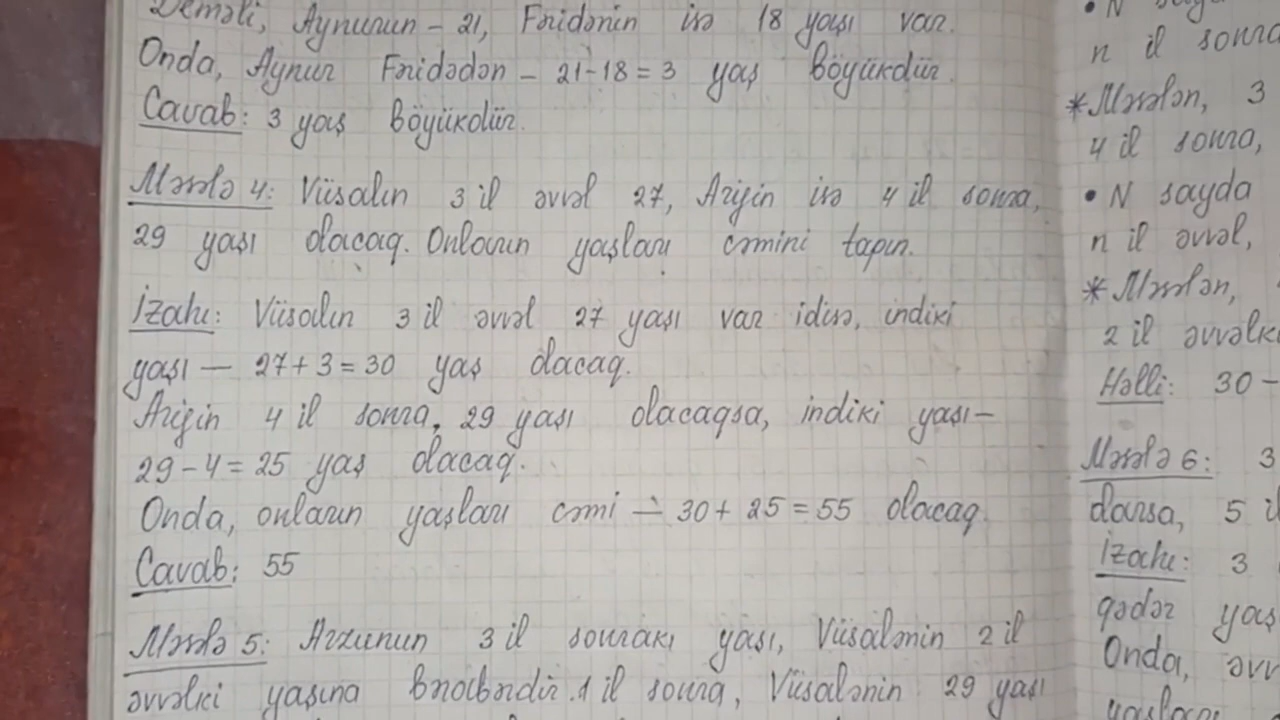 Deməli, Aynurun - 21, Fəridənin isə 18 yaşı var.
Onda, Aynur Fəridədən - 21-18=3 yaş böyükdür.
Cavab: 3 yaş böyükdür.
Məsələ 4: Vüsalın 3 il əvvəl 27, Arifin isə 4 il sonra,
29 yaşı olacaq. Onların yaşları cəmini tapın.
İzahı: Vüsalın 3 il əvvəl 27 yaşı var idisə, indiki
yaşı — 27+3=30 yaş olacaq.
Arifin 4 il sonra, 29 yaşı olacaqsa, indiki yaşı—
29-4=25 yaş olacaq.
Onda, onların yaşları cəmi — 30+25=55 olacaq.
Cavab: 55
Məsələ 5: Arzunun 3 il sonrakı yaşı, Vüsalənin 2 il
əvvəlki yaşına bərabərdir. 1 il sonra, Vüsalənin 29 yaşı
• N
n il sonra
*Məsələn, 3
4 il sonra,
• N sayda
n il əvvəl,
*Məsələn,
2 il əvvəlki
Həlli: 30-
Məsələ 6: 3
darsa, 5 il
İzahı: 3
qədər yaş
Onda, əvv
yaşları